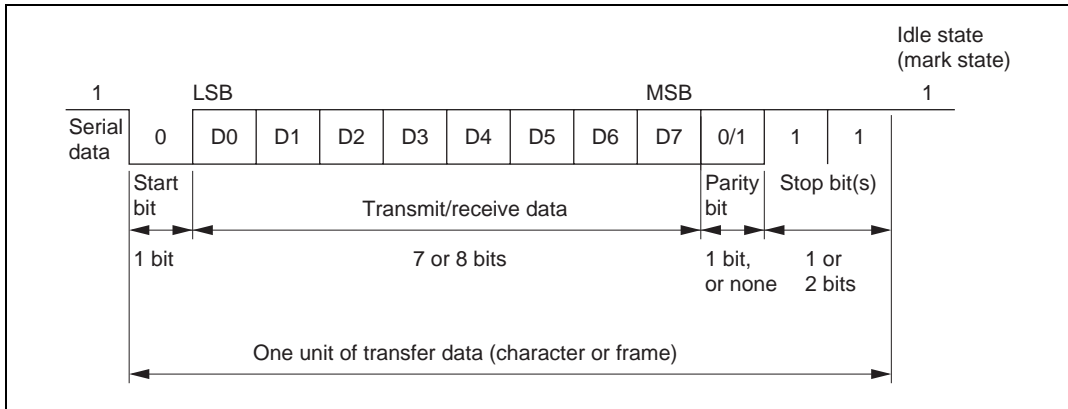 Idle state
(mark state)
1
LSB
MSB
1
Serial
data
0
D0
D1
D2
D3
D4
D5
D6
D7
0/1
1
1
Start
bit
Transmit/receive data
Parity
bit
Stop bit(s)
1 bit
7 or 8 bits
1 bit,
or none
1 or
2 bits
One unit of transfer data (character or frame)